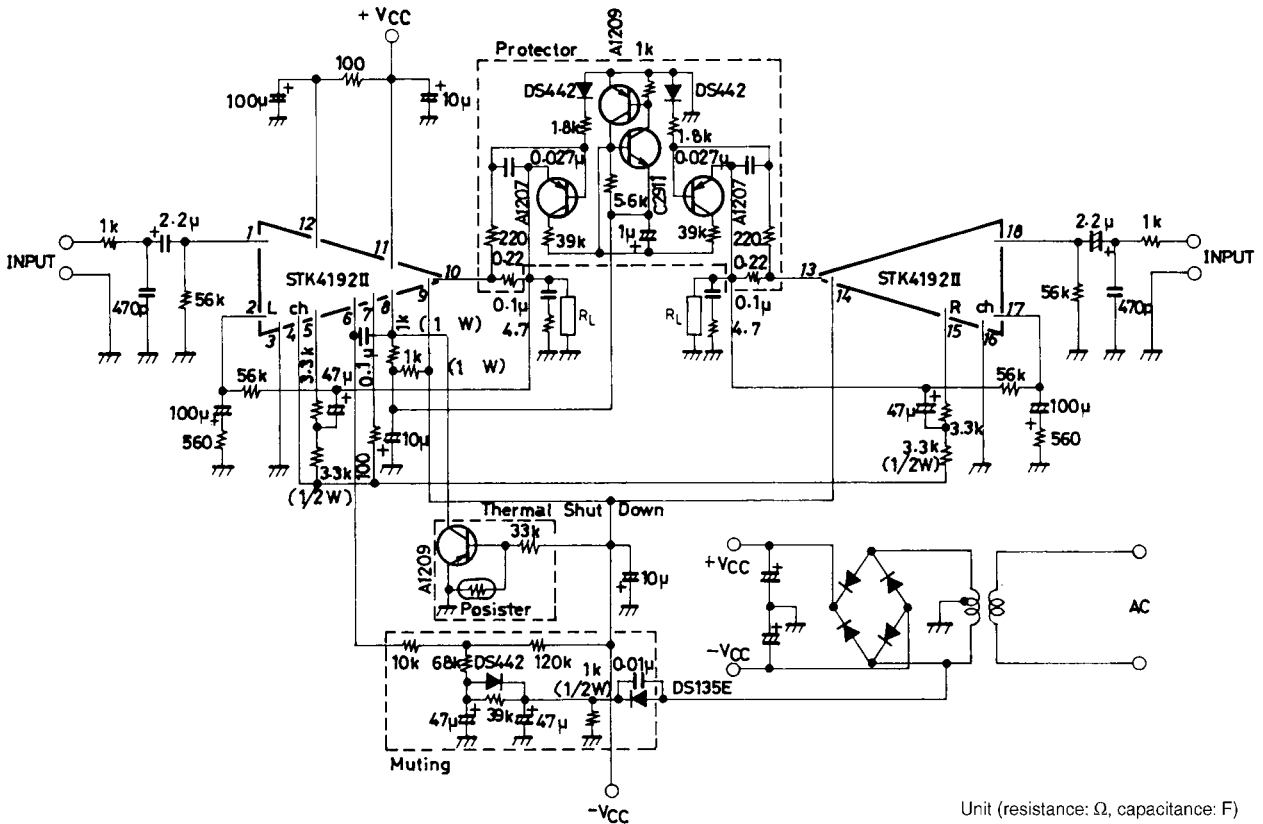 + VCC
A1209
Protector
1k
100
100μ
+
10μ
+
DS442
DS442
1.8k
1.8k
0.027μ
0.027μ
A1207
C2911
A1207
5.6k
39k
1μ
+
39k
220
220
0.22
0.22
1k
2.2μ
+
1
12
11
10
INPUT
STK4192II
470p
56k
2
L
ch
3
4
5
6
7
8
9
13
14
STK4192II
18
2.2μ
+
1k
INPUT
56k
470p
R
ch
15
16
17
0.1μ
4.7
RL
RL
0.1μ
4.7
3.3k
0.1μ
1k
(1 W)
1k
(1 W)
56k
47μ
+
100μ
+
560
3.3k
(1/2W)
100
+
10μ
56k
47μ
+
3.3k
3.3k
(1/2W)
100μ
+
560
Thermal Shut Down
33k
A1209
Posister
+
10μ
+VCC
+
+
-VCC
AC
10k
68k
DS442
120k
1k
(1/2W)
0.01μ
DS135E
47μ
+
39k
+
47μ
Muting
-VCC
Unit (resistance: Ω, capacitance: F)